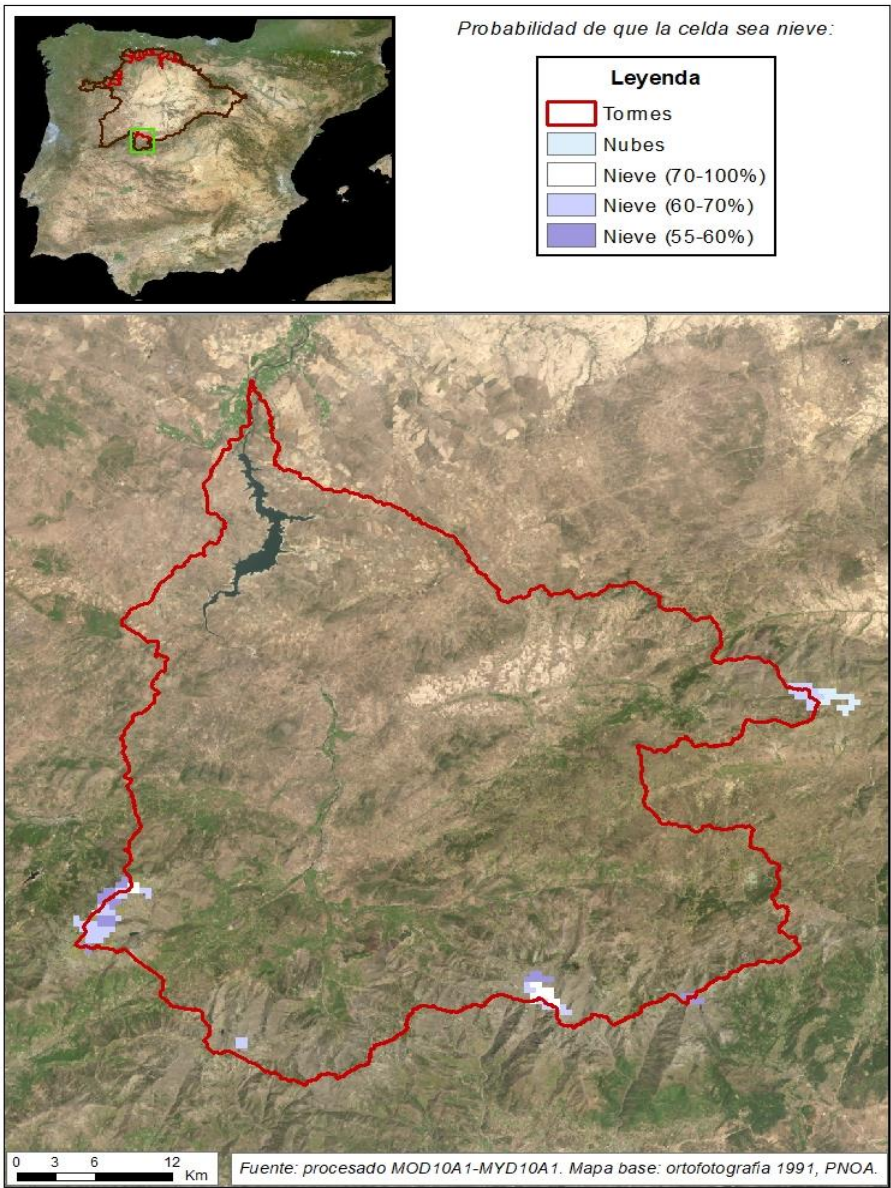 Probabilidad de que la celda sea nieve:
Leyenda
Tormes
Nubes
Nieve (70-100%)
Nieve (60-70%)
Nieve (55-60%)
0 3 6 12
Km
Fuente: procesado MOD10A1-MYD10A1. Mapa base: ortofotografía 1991, PNOA.